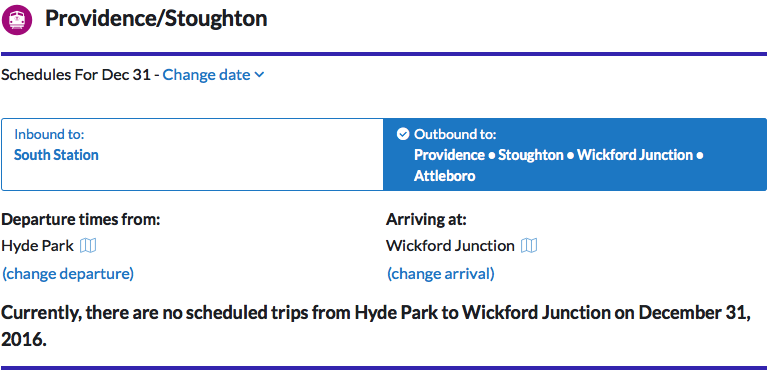 Providence/Stoughton
Schedules For Dec 31 - Change date
Inbound to:
South Station
Outbound to:
Providence • Stoughton • Wickford Junction •
Attleboro
Departure times from:
Hyde Park
(change departure)
Arriving at:
Wickford Junction
(change arrival)
Currently, there are no scheduled trips from Hyde Park to Wickford Junction on December 31,
2016.